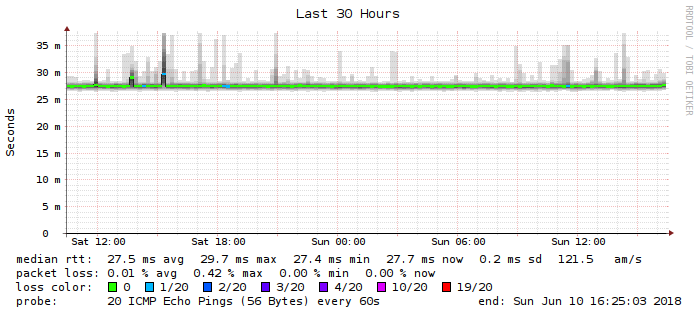 Last 30 Hours
RRDTOOL / TOBI OETIKER
Seconds
35 m
30 m
25 m
20 m
15 m
10 m
5 m
0
Sat 12:00 Sat 18:00 Sun 00:00 Sun 06:00 Sun 12:00
median rtt: 27.5 ms avg 29.7 ms max 27.4 ms min 27.7 ms now 0.2 ms sd 121.5 am/s
packet loss: 0.01 % avg 0.42 % max 0.00 % min 0.00 % now
loss color: 0 1/20 2/20 3/20 4/20 10/20 19/20
probe: 20 ICMP Echo Pings (56 Bytes) every 60s end: Sun Jun 10 16:25:03 2018